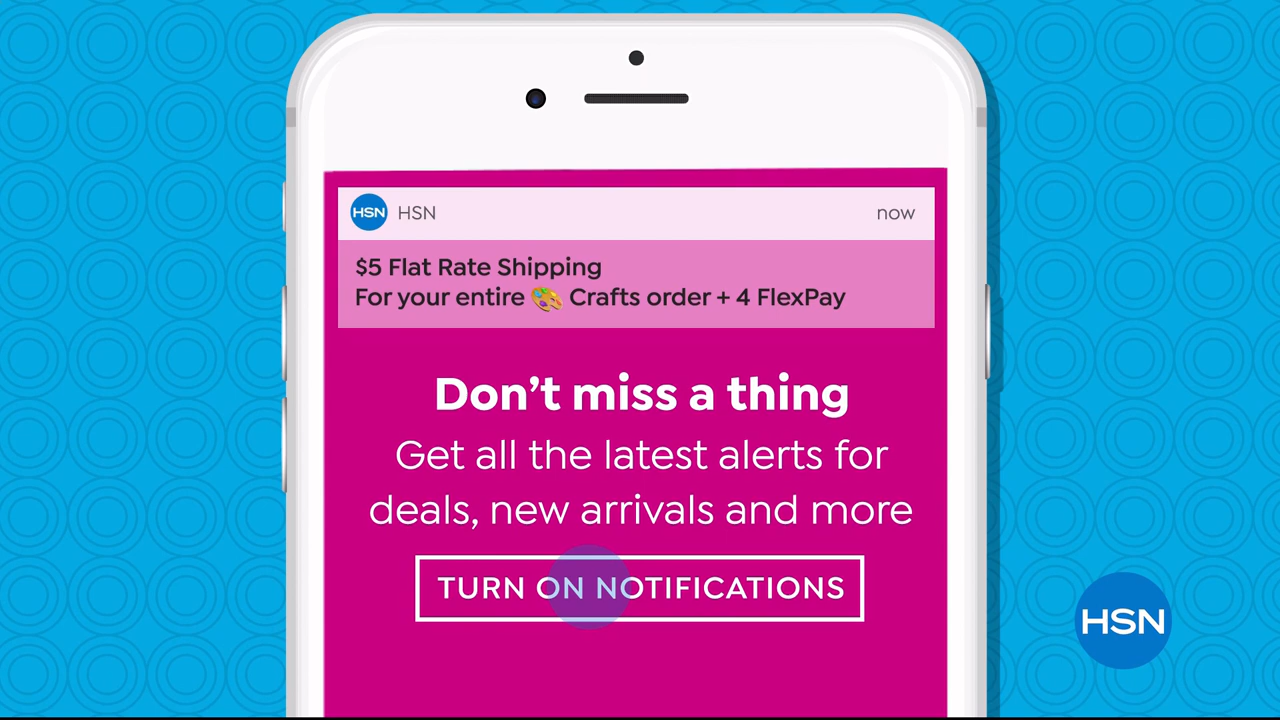 HSN HSN now
$5 Flat Rate Shipping
For your entire 🎨 Crafts order + 4 FlexPay
Don't miss a thing
Get all the latest alerts for
deals, new arrivals and more
TURN ON NOTIFICATIONS
HSN